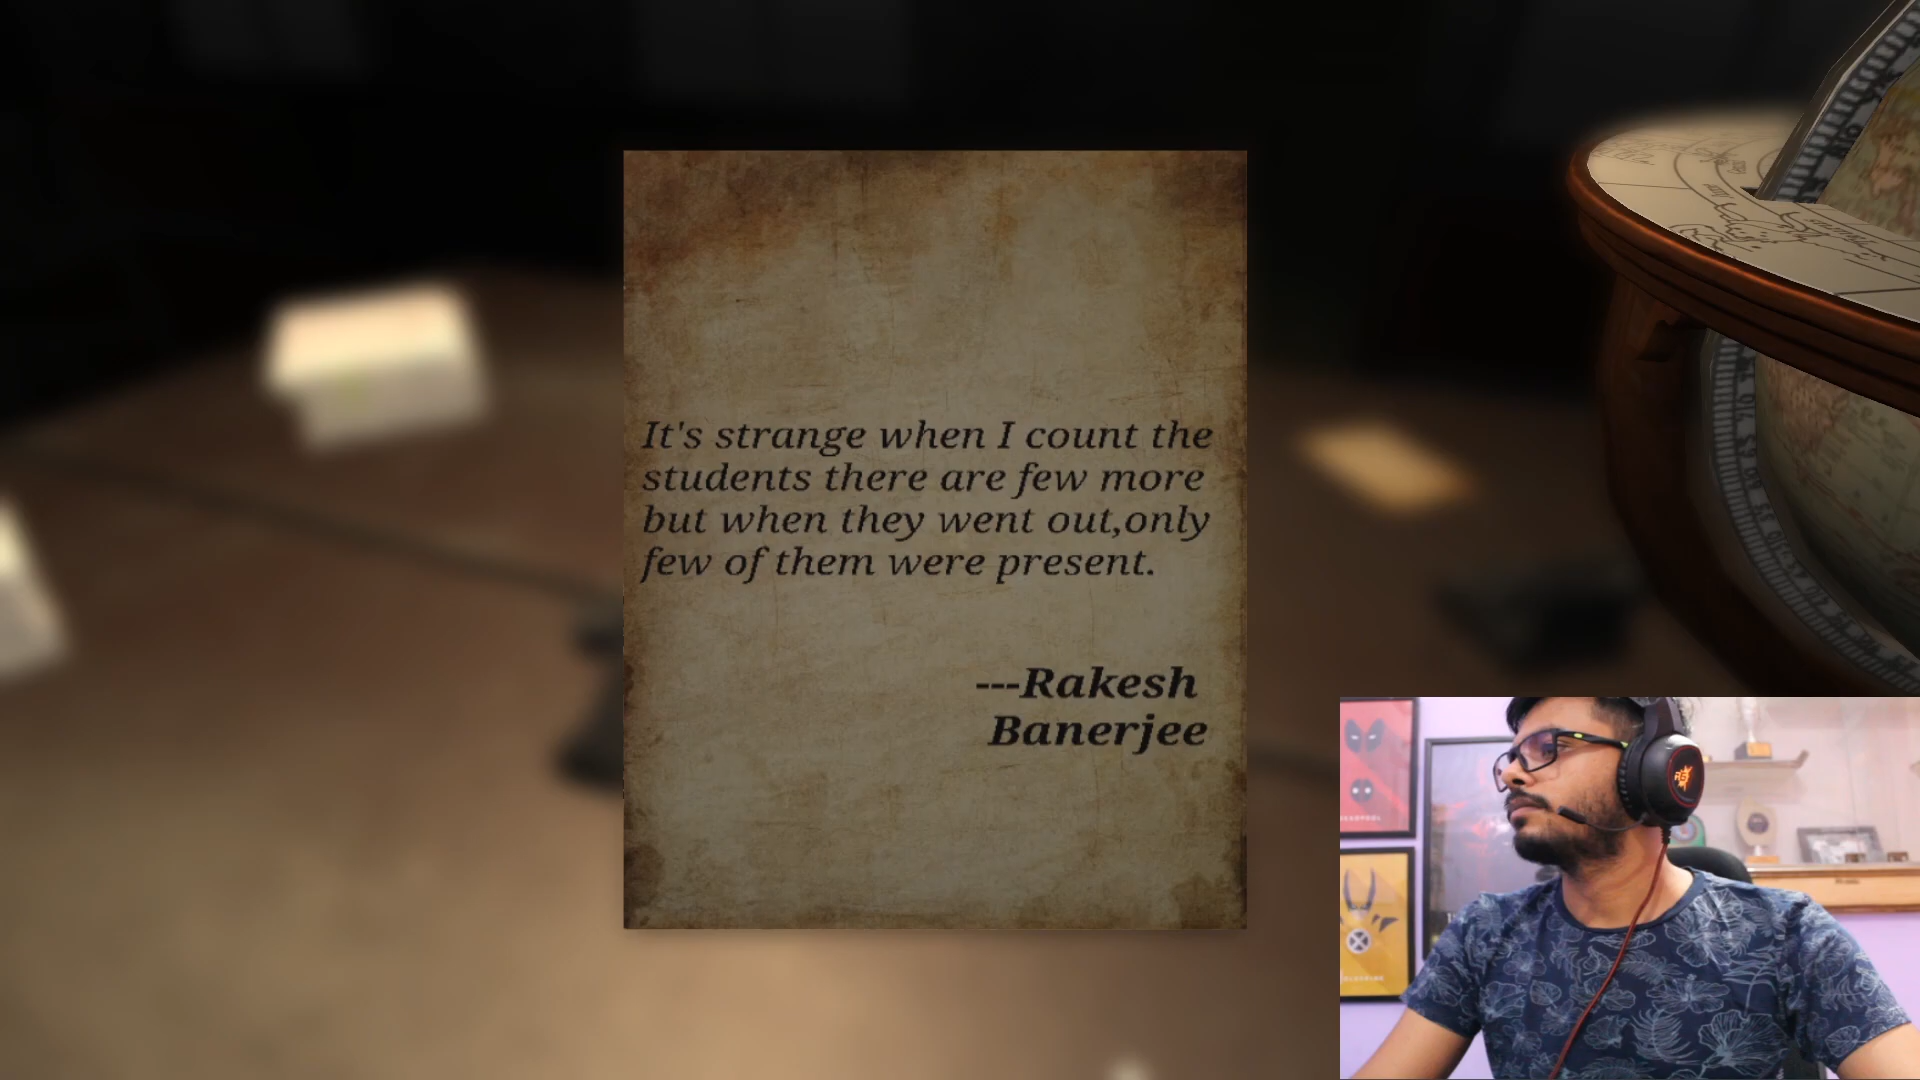 It's strange when I count the
students there are few more
but when they went out,only
few of them were present.
---Rakesh
Banerjee